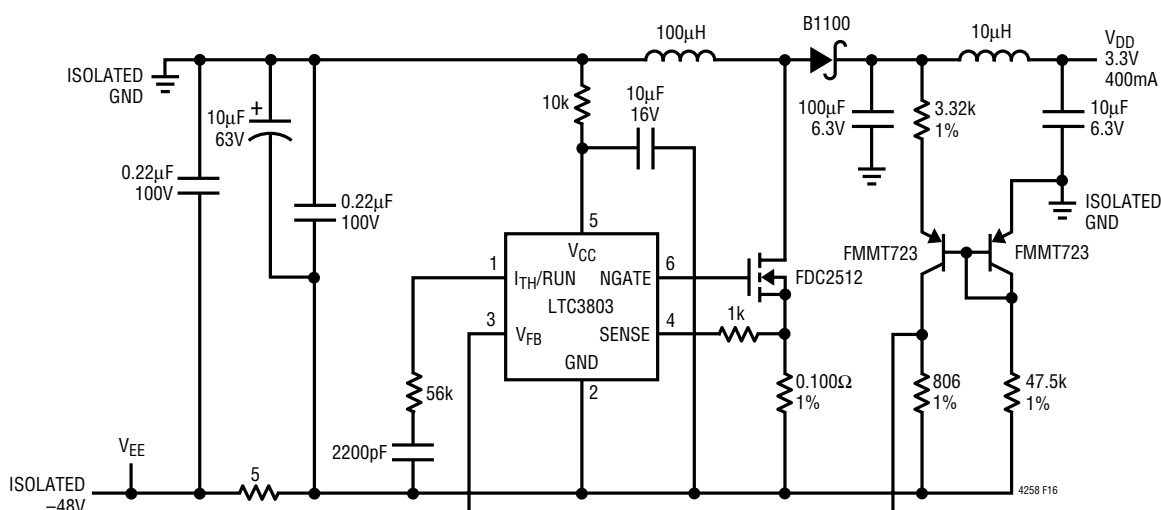 B1100
100µH
10µH
V_DD
3.3V
400mA
ISOLATED
GND
10µF
63V
+
10k
10µF
16V
100µF
6.3V
3.32k
1%
10µF
6.3V
0.22µF
100V
0.22µF
100V
ISOLATED
GND
5
V_CC
1
I_TH/RUN
NGATE
6
FDC2512
FMMT723
FMMT723
LTC3803
3
V_FB
SENSE
4
1k
GND
2
56k
0.100Ω
1%
806
1%
47.5k
1%
2200pF
V_EE
5
ISOLATED
–48V
4258 F16